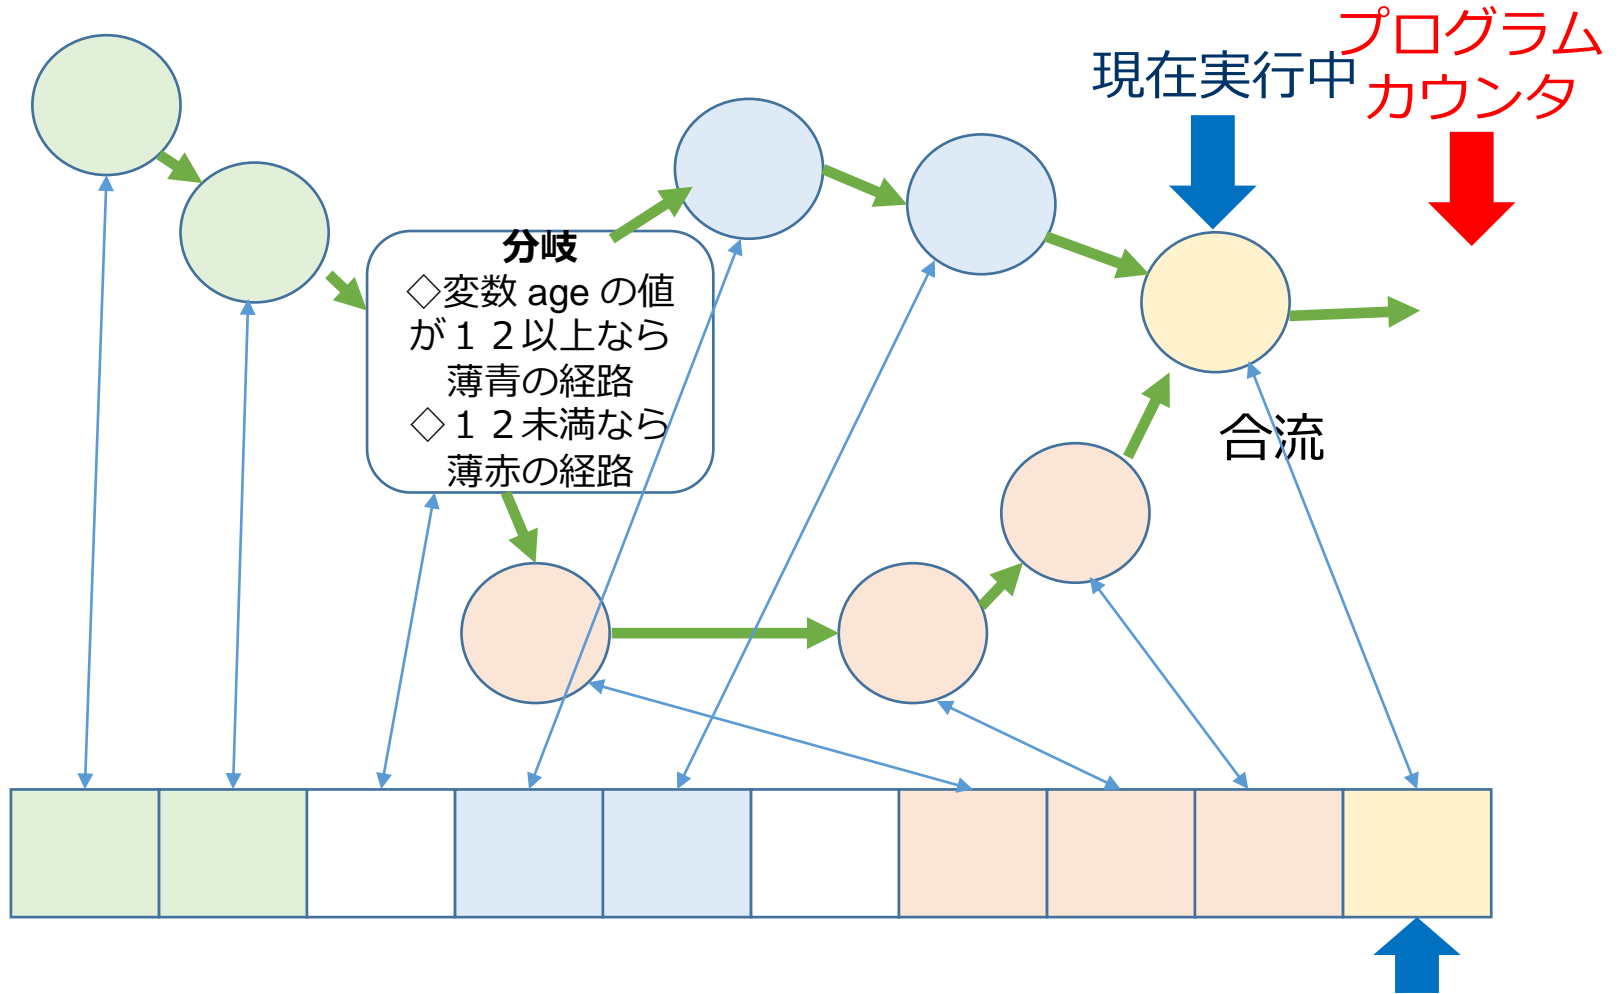 プログラム
カウンタ
現在実行中
分岐
◇変数 age の値
が１２以上なら
薄青の経路
◇１２未満なら
薄赤の経路
合流